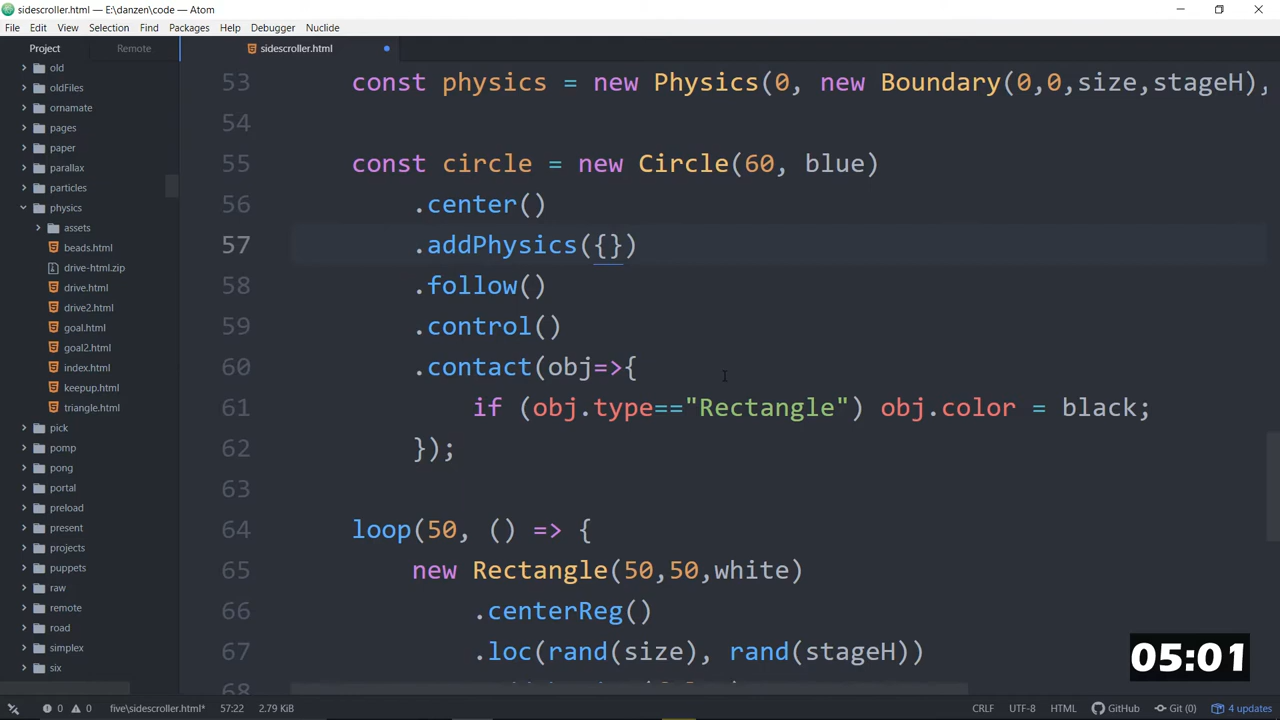 sidescroller.html — E:\danzen\code — Atom
File Edit View Selection Find Packages Help Debugger Nuclide
Project Remote sidescroller.html
old
oldFiles
ornamate
pages
paper
parallax
particles
physics
assets
beads.html
drive-html.zip
drive.html
drive2.html
goal.html
goal2.html
index.html
keepup.html
triangle.html
pick
pomp
pong
portal
preload
present
projects
puppets
raw
remote
road
simplex
six
53 const physics = new Physics(0, new Boundary(0,0,size,stageH),
54
55 const circle = new Circle(60, blue)
56 .center()
57 .addPhysics({})
58 .follow()
59 .control()
60 .contact(obj=>{
61 if (obj.type=="Rectangle") obj.color = black;
62 });
63
64 loop(50, () => {
65 new Rectangle(50,50,white)
66 .centerReg()
67 .loc(rand(size), rand(stageH))
68
05:01
0 0 five\sidescroller.html* 57:22 2.79 KiB CRLF UTF-8 HTML GitHub Git (0) 4 updates